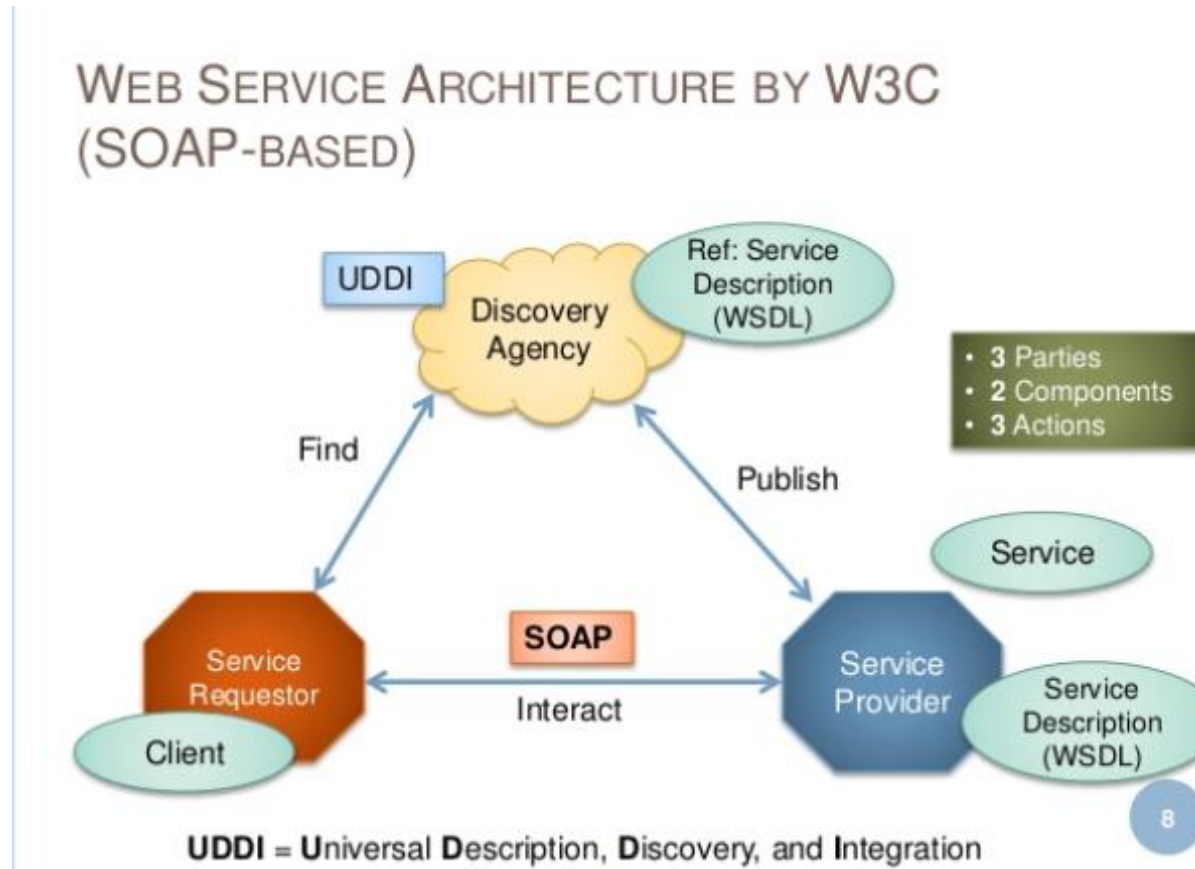 WEB SERVICE ARCHITECTURE BY W3C
(SOAP-BASED)
UDDI
Discovery
Agency
Ref: Service
Description
(WSDL)
• 3 Parties
• 2 Components
• 3 Actions
Find
Publish
Service
SOAP
Interact
Service
Requestor
Client
Service
Provider
Service
Description
(WSDL)
8
UDDI = Universal Description, Discovery, and Integration